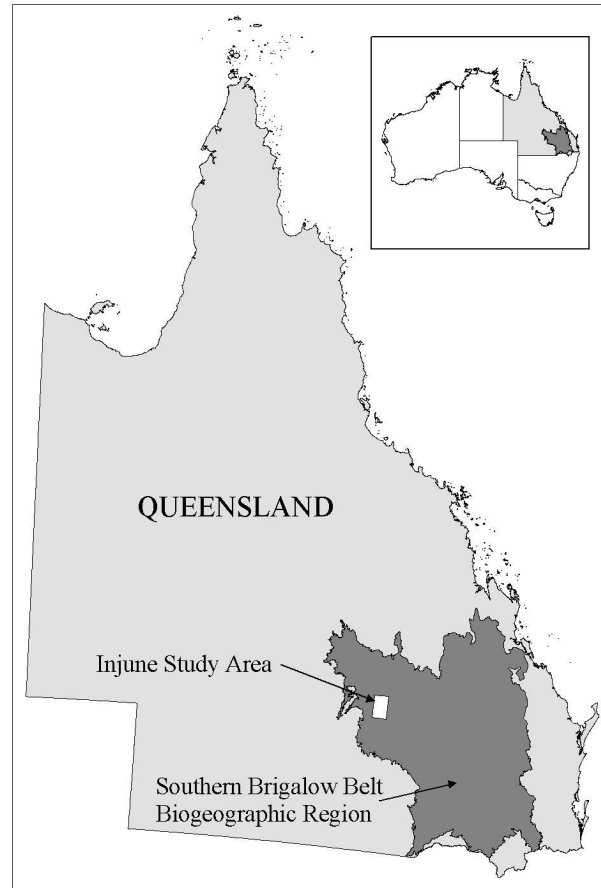 QUEENSLAND
Injune Study Area
Southern Brigalow Belt
Biogeographic Region